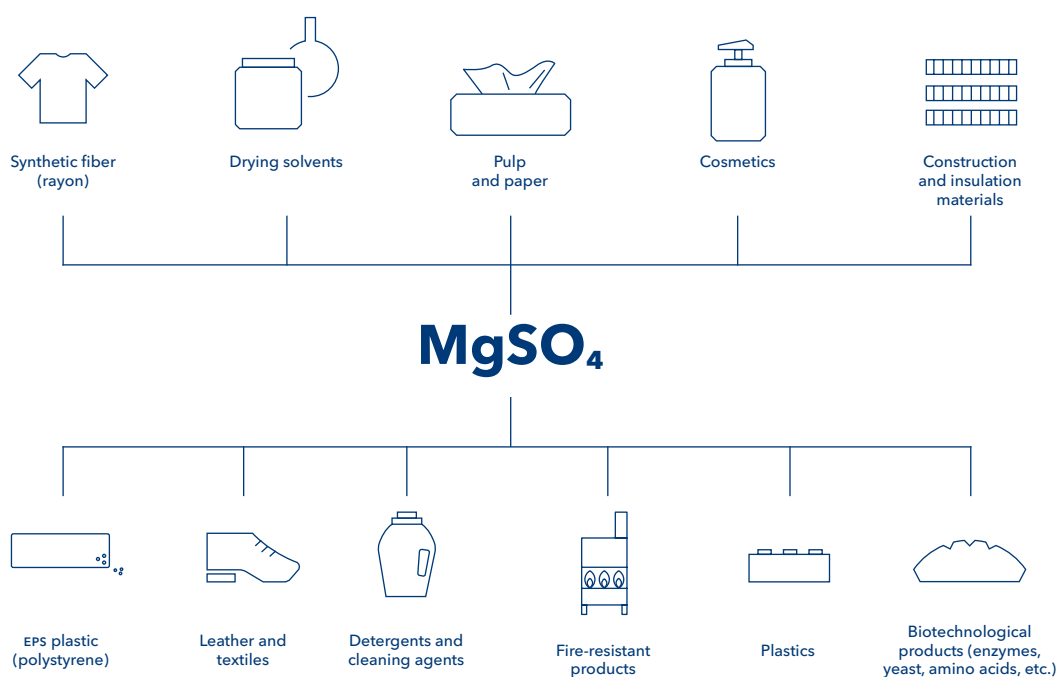 Synthetic fiber
(rayon)
Drying solvents
Pulp
and paper
Cosmetics
Construction
and insulation
materials
MgSO₄
EPS plastic
(polystyrene)
Leather and
textiles
Detergents and
cleaning agents
Fire-resistant
products
Plastics
Biotechnological
products (enzymes,
yeast, amino acids, etc.)